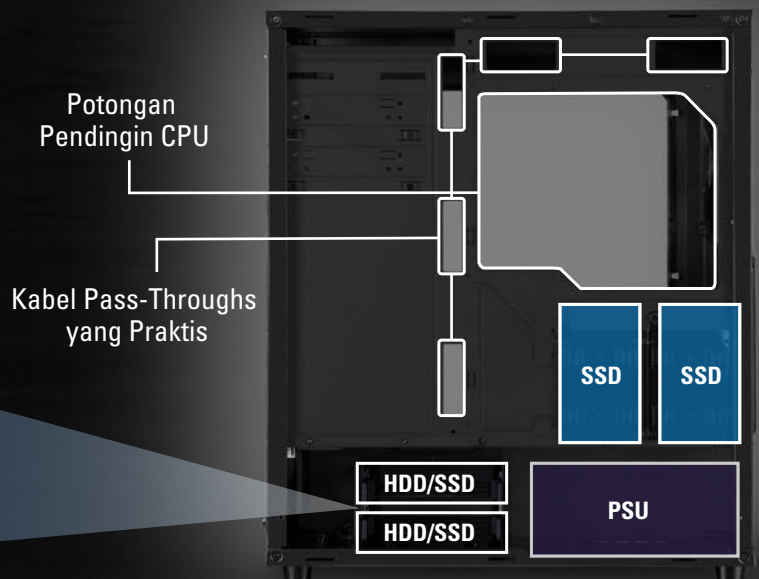 Potongan
Pendingin CPU
Kabel Pass-Throughs
yang Praktis
SSD
SSD
HDD/SSD
HDD/SSD
PSU